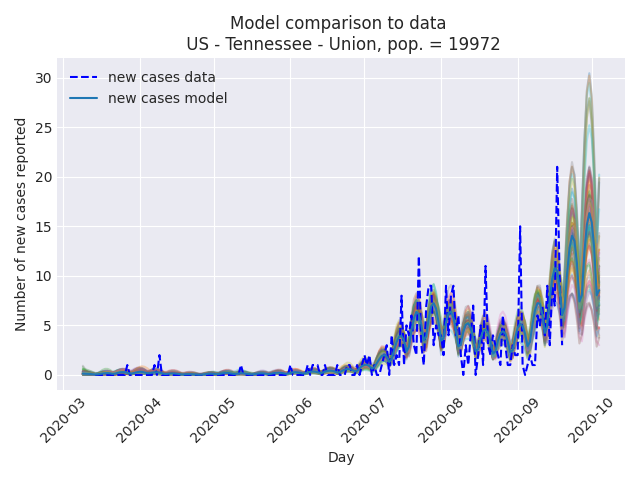 Model comparison to data
US - Tennessee - Union, pop. = 19972
new cases data
new cases model
Number of new cases reported
30
25
20
15
10
5
0
2020-03
2020-04
2020-05
2020-06
2020-07
2020-08
2020-09
2020-10
Day